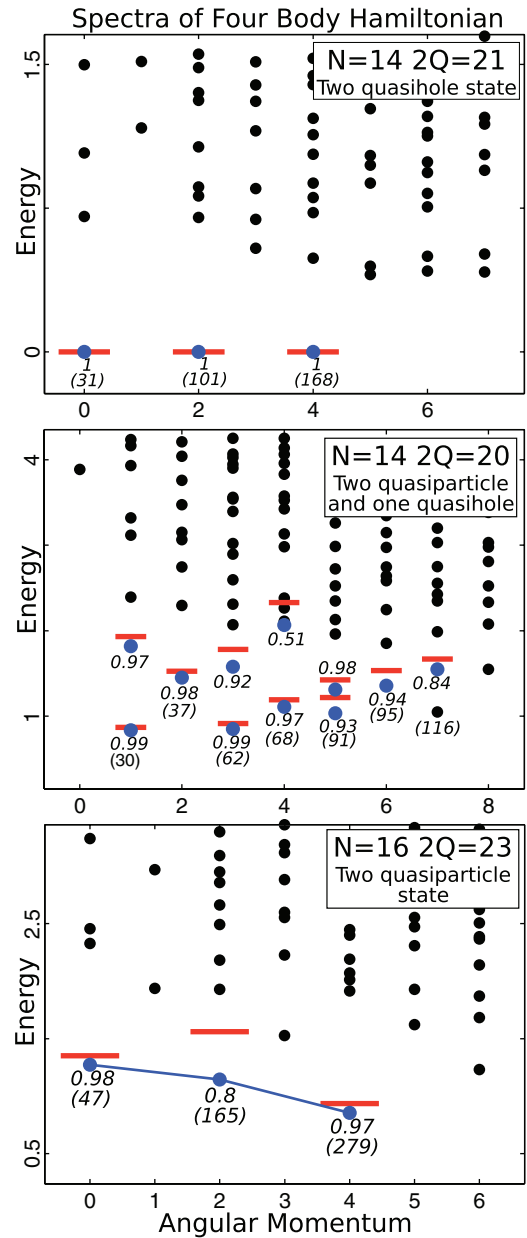 Spectra of Four Body Hamiltonian
N=14 2Q=21
Two quasihole state
1.5
Energy
0
1
(31)
1
(101)
1
(168)
0 2 4 6
N=14 2Q=20
Two quasiparticle
and one quasihole
4
Energy
1
0.51
0.97
0.98
(37)
0.92
0.98
0.84
0.99
(30)
0.99
(62)
0.97
(68)
0.93
(91)
0.94
(95)
(116)
0 2 4 6 8
N=16 2Q=23
Two quasiparticle
state
2.5
Energy
0.5
0.98
(47)
0.8
(165)
0.97
(279)
0 1 2 3 4 5 6
Angular Momentum